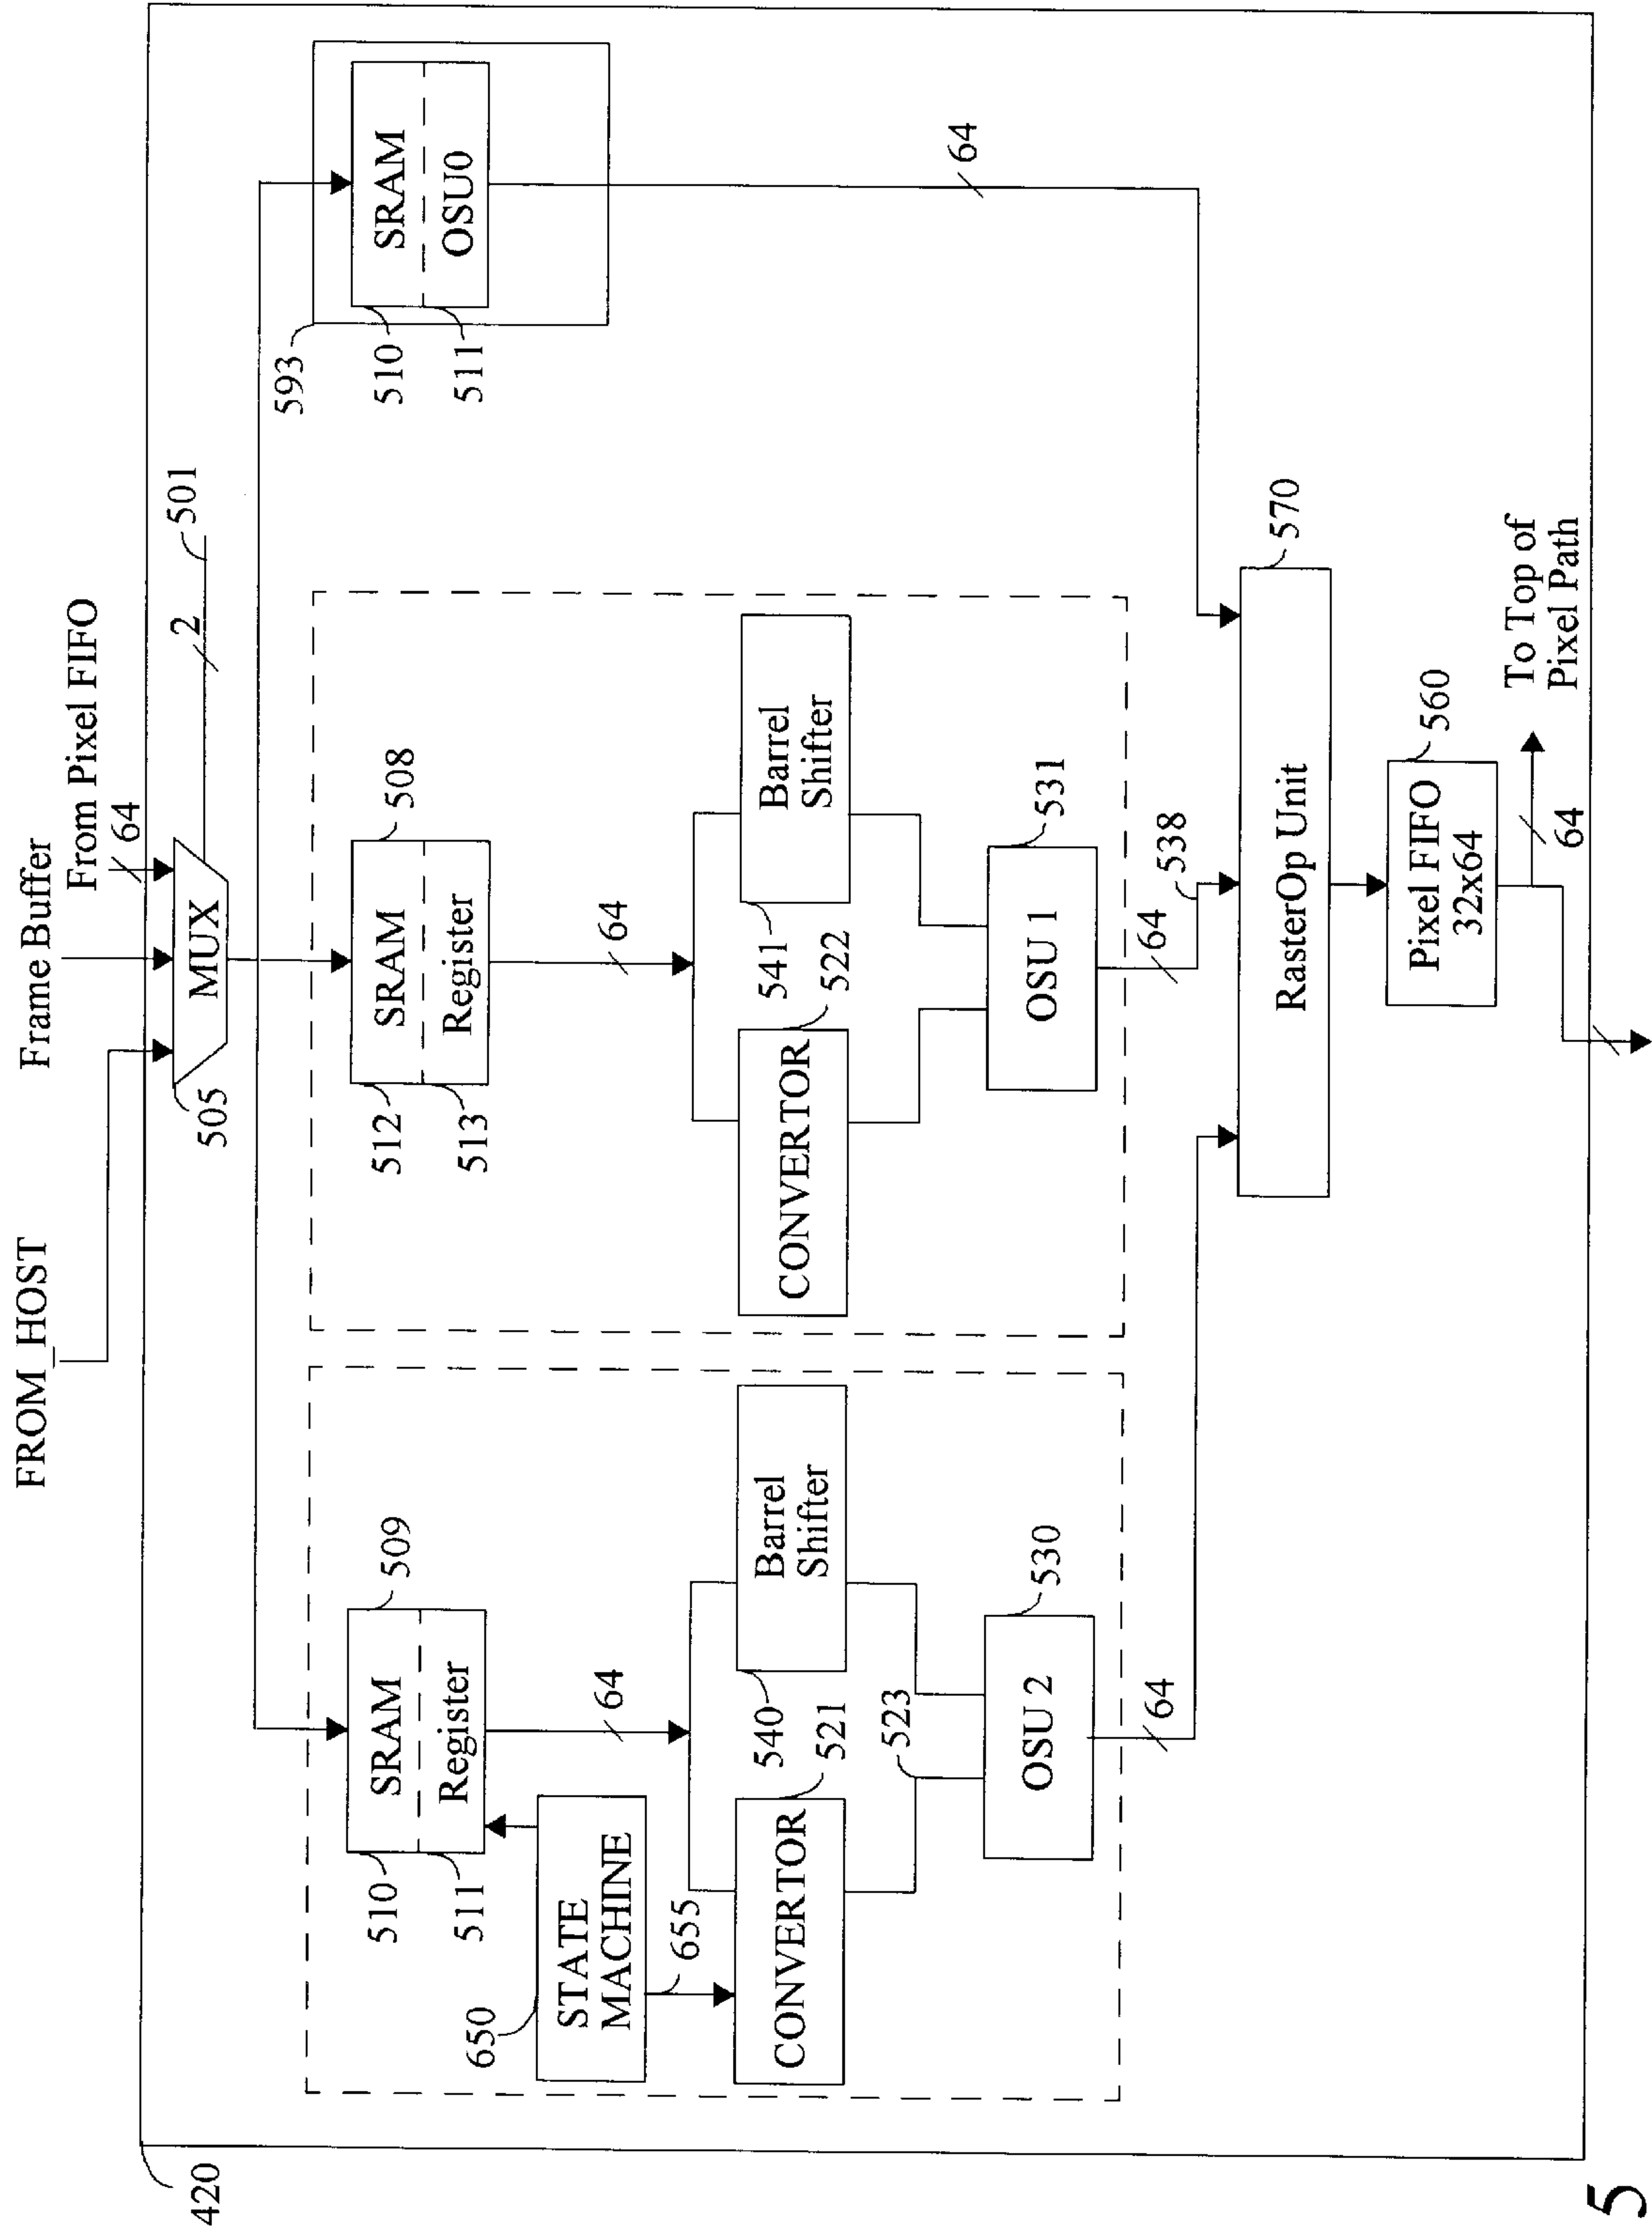 420
FROM_HOST
Frame Buffer
From Pixel FIFO
64
505
MUX
2
501
593
510
511
SRAM
OSU0
64
509
510
511
SRAM
Register
650
STATE
MACHINE
655
64
540
521
CONVERTOR
Barrel
Shifter
523
OSU 2
530
64
508
512
513
SRAM
Register
64
541
522
CONVERTOR
Barrel
Shifter
OSU 1
531
64
538
RasterOp Unit
570
Pixel FIFO
32x64
560
64
To Top of
Pixel Path
5